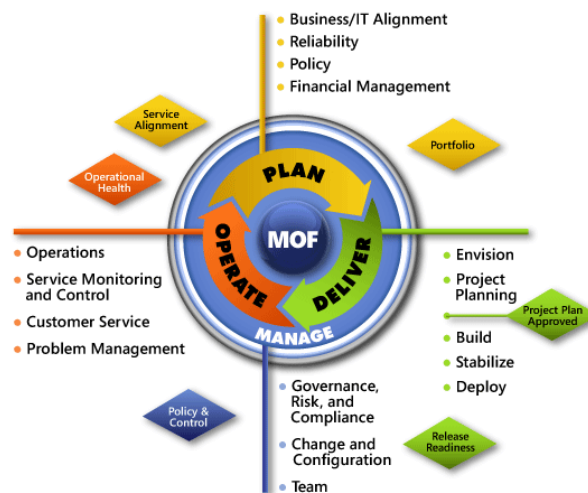 Business/IT Alignment
Reliability
Policy
Financial Management
Service
Alignment
Portfolio
Operational
Health
PLAN
MOF
OPERATE
DELIVER
MANAGE
Operations
Service Monitoring
and Control
Customer Service
Problem Management
Envision
Project
Planning
Project Plan
Approved
Build
Stabilize
Deploy
Policy &
Control
Governance,
Risk, and
Compliance
Change and
Configuration
Team
Release
Readiness